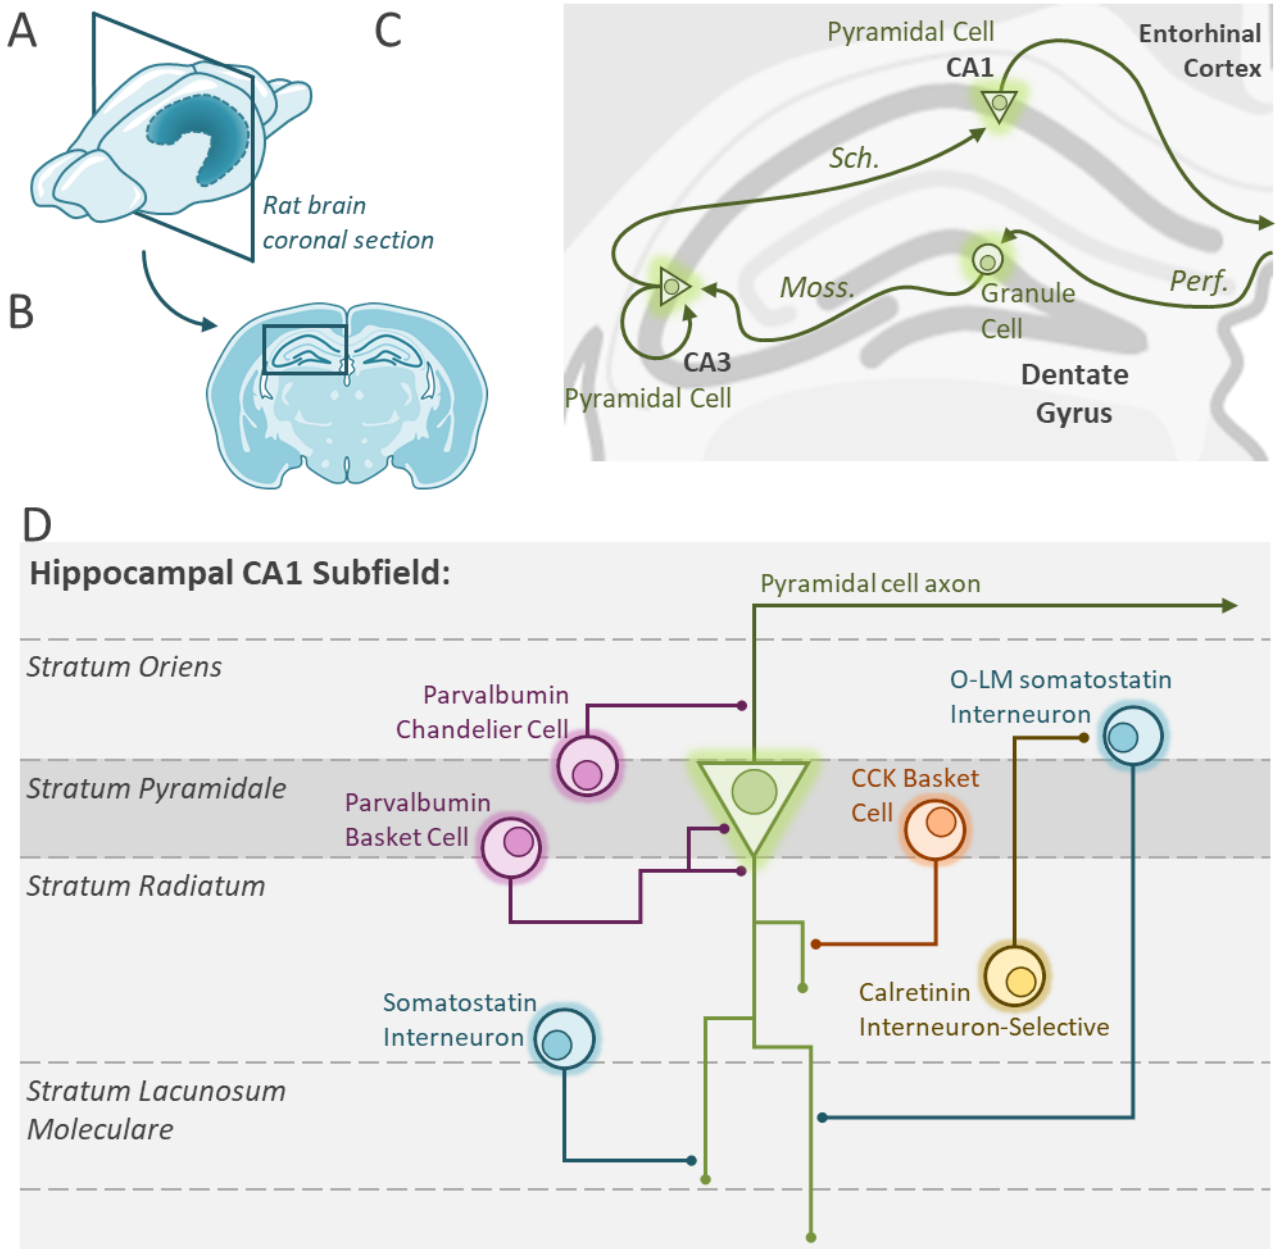 A
Rat brain
coronal section
B
C
Pyramidal Cell
CA1
Entorhinal
Cortex
Sch.
Moss.
Perf.
Granule
Cell
CA3
Pyramidal Cell
Dentate
Gyrus
D
Hippocampal CA1 Subfield:
Pyramidal cell axon
Stratum Oriens
Parvalbumin
Chandelier Cell
O-LM somatostatin
Interneuron
Stratum Pyramidale
Parvalbumin
Basket Cell
CCK Basket
Cell
Stratum Radiatum
Somatostatin
Interneuron
Calretinin
Interneuron-Selective
Stratum Lacunosum
Moleculare